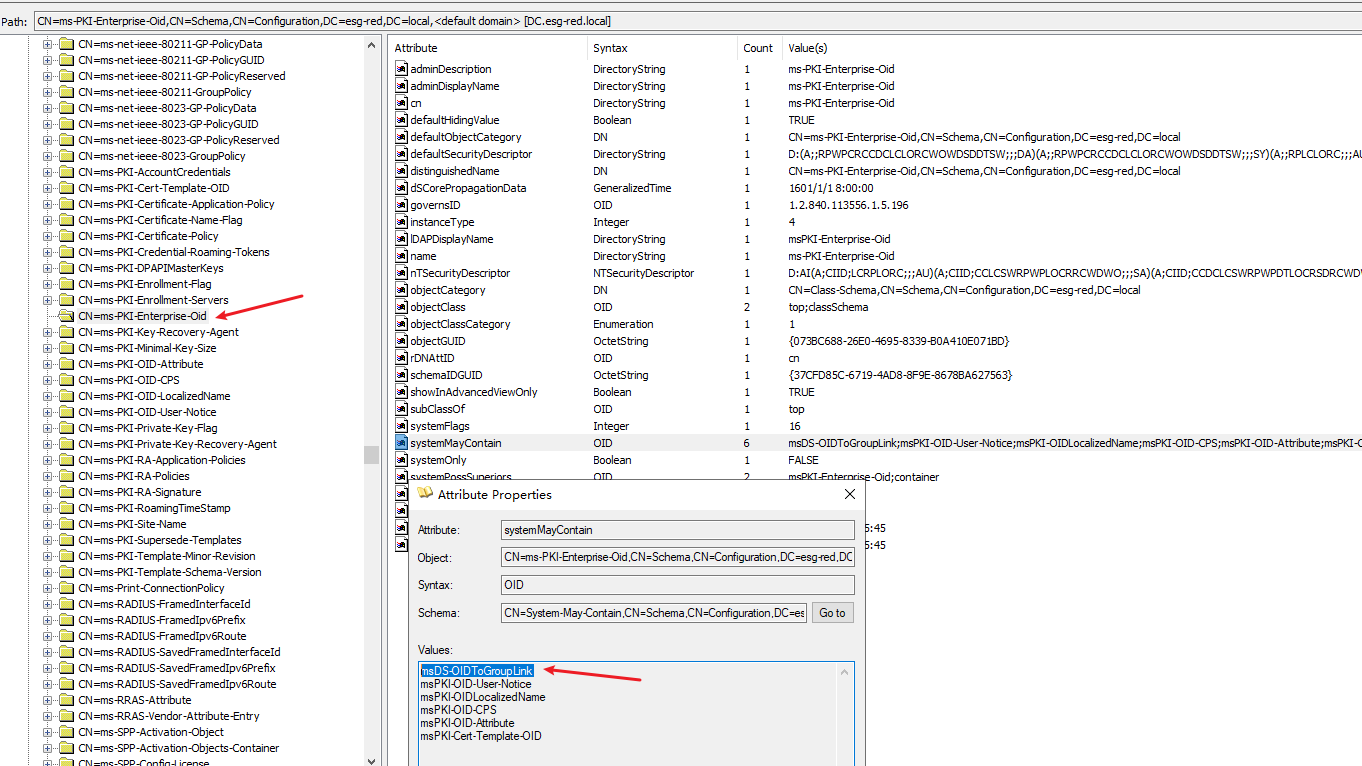 Path: CN=ms-PKI-Enterprise-Oid,CN=Schema,CN=Configuration,DC=esg-red,DC=local,<default domain> [DC.esg-red.local]
CN=ms-net-ieee-80211-GP-PolicyData
CN=ms-net-ieee-80211-GP-PolicyGUID
CN=ms-net-ieee-80211-GP-PolicyReserved
CN=ms-net-ieee-80211-GroupPolicy
CN=ms-net-ieee-8023-GP-PolicyData
CN=ms-net-ieee-8023-GP-PolicyGUID
CN=ms-net-ieee-8023-GP-PolicyReserved
CN=ms-net-ieee-8023-GroupPolicy
CN=ms-PKI-AccountCredentials
CN=ms-PKI-Cert-Template-OID
CN=ms-PKI-Certificate-Application-Policy
CN=ms-PKI-Certificate-Name-Flag
CN=ms-PKI-Certificate-Policy
CN=ms-PKI-Credential-Roaming-Tokens
CN=ms-PKI-DPAPIMasterKeys
CN=ms-PKI-Enrollment-Flag
CN=ms-PKI-Enrollment-Servers
CN=ms-PKI-Enterprise-Oid
CN=ms-PKI-Key-Recovery-Agent
CN=ms-PKI-Minimal-Key-Size
CN=ms-PKI-OID-Attribute
CN=ms-PKI-OID-CPS
CN=ms-PKI-OID-LocalizedName
CN=ms-PKI-OID-User-Notice
CN=ms-PKI-Private-Key-Flag
CN=ms-PKI-Private-Key-Recovery-Agent
CN=ms-PKI-RA-Application-Policies
CN=ms-PKI-RA-Policies
CN=ms-PKI-RA-Signature
CN=ms-PKI-RoamingTimeStamp
CN=ms-PKI-Site-Name
CN=ms-PKI-Supersede-Templates
CN=ms-PKI-Template-Minor-Revision
CN=ms-PKI-Template-Schema-Version
CN=ms-Print-ConnectionPolicy
CN=ms-RADIUS-FramedInterfaceId
CN=ms-RADIUS-FramedIpv6Prefix
CN=ms-RADIUS-FramedIpv6Route
CN=ms-RADIUS-SavedFramedInterfaceId
CN=ms-RADIUS-SavedFramedIpv6Prefix
CN=ms-RADIUS-SavedFramedIpv6Route
CN=ms-RRAS-Attribute
CN=ms-RRAS-Vendor-Attribute-Entry
CN=ms-SPP-Activation-Object
CN=ms-SPP-Activation-Objects-Container
CN=ms-SPP-Config-License
Attribute Syntax Count Value(s)
adminDescription DirectoryString 1 ms-PKI-Enterprise-Oid
adminDisplayName DirectoryString 1 ms-PKI-Enterprise-Oid
cn DirectoryString 1 ms-PKI-Enterprise-Oid
defaultHidingValue Boolean 1 TRUE
defaultObjectCategory DN 1 CN=ms-PKI-Enterprise-Oid,CN=Schema,CN=Configuration,DC=esg-red,DC=local
defaultSecurityDescriptor DirectoryString 1 D:(A;;RPWPCRCCDCLCLORCWOWDSDDTSW;;;DA)(A;;RPWPCRCCDCLCLORCWOWDSDDTSW;;;SY)(A;;RPLCLORC;;;AU
distinguishedName DN 1 CN=ms-PKI-Enterprise-Oid,CN=Schema,CN=Configuration,DC=esg-red,DC=local
dSCorePropagationData GeneralizedTime 1 1601/1/1 8:00:00
governsID OID 1 1.2.840.113556.1.5.196
instanceType Integer 1 4
lDAPDisplayName DirectoryString 1 msPKI-Enterprise-Oid
name DirectoryString 1 ms-PKI-Enterprise-Oid
nTSecurityDescriptor NTSecurityDescriptor 1 D:AI(A;CIID;LCRPLORC;;;AU)(A;CIID;CCLCSWRPWPLOCRRCWDWO;;;SA)(A;CIID;CCDCLCSWRPWPDTLOCRSDRCWDW
objectCategory DN 1 CN=Class-Schema,CN=Schema,CN=Configuration,DC=esg-red,DC=local
objectClass OID 2 top;classSchema
objectClassCategory Enumeration 1 1
objectGUID OctetString 1 {073BC688-26E0-4695-8339-B0A410E071BD}
rDNAttID OID 1 cn
schemaIDGUID OctetString 1 {37CFD85C-6719-4AD8-8F9E-8678BA627563}
showInAdvancedViewOnly Boolean 1 TRUE
subClassOf OID 1 top
systemFlags Integer 1 16
systemMayContain OID 6 msDS-OIDToGroupLink;msPKI-OID-User-Notice;msPKI-OIDLocalizedName;msPKI-OID-CPS;msPKI-OID-Attribute;msPKI-C
systemOnly Boolean 1 FALSE
systemPossSuperiors OID 2 msPKI-Enterprise-Oid;container
5:45
5:45
Attribute Properties
Attribute: systemMayContain
Object: CN=ms-PKI-Enterprise-Oid,CN=Schema,CN=Configuration,DC=esg-red,DC
Syntax: OID
Schema: CN=System-May-Contain,CN=Schema,CN=Configuration,DC=es Go to
Values:
msDS-OIDToGroupLink
msPKI-OID-User-Notice
msPKI-OIDLocalizedName
msPKI-OID-CPS
msPKI-OID-Attribute
msPKI-Cert-Template-OID